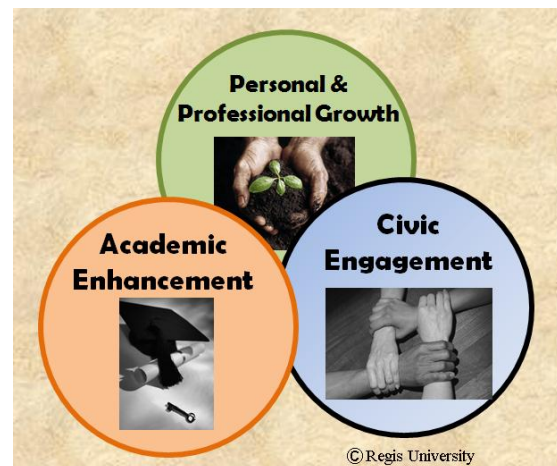 Personal &
Professional Growth
Academic
Enhancement
Civic
Engagement
© Regis University